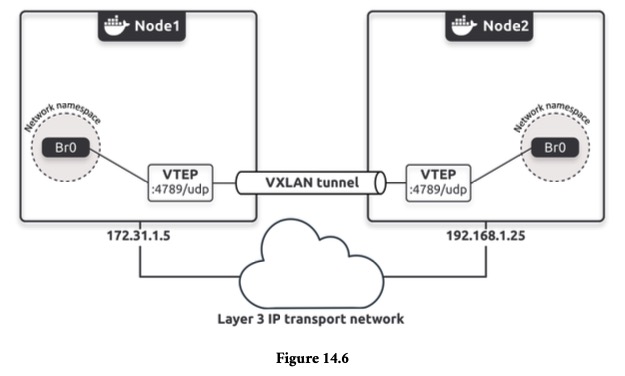 Node1
Node2
Network namespace
Br0
VTEP
:4789/udp
VXLAN tunnel
VTEP
:4789/udp
Network namespace
Br0
172.31.1.5
192.168.1.25
Layer 3 IP transport network
Figure 14.6